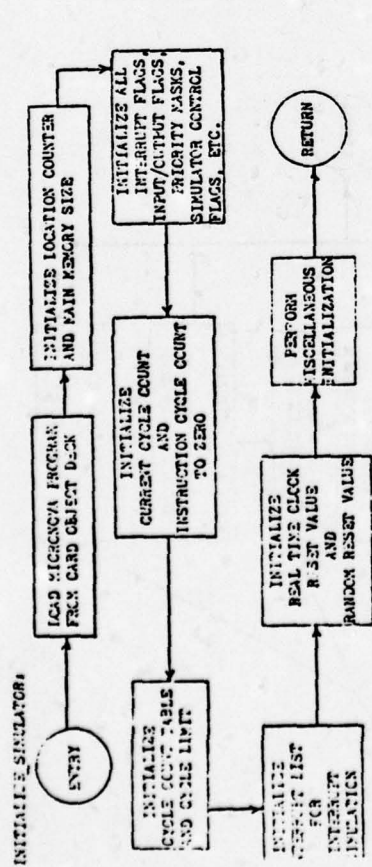 INITIALIZE SIMULATOR:
ENTRY
LOAD MICRONOVA PROGRAM
FROM CARD OBJECT DECK
INITIALIZE LOCATION COUNTER
AND MAIN MEMORY SIZE
INITIALIZE ALL
INTERRUPT FLAGS,
INPUT/OUTPUT FLAGS,
PRIORITY MASKS,
SIMULATOR CONTROL
FLAGS, ETC.
INITIALIZE
CURRENT CYCLE COUNT
AND
INSTRUCTION CYCLE COUNT
TO ZERO
INITIALIZE
CYCLE COUNT TABLE
AND CYCLE LIMIT
INITIALIZE
INTERRUPT LIST
FOR
INTERRUPT
SIMULATION
INITIALIZE
REAL TIME CLOCK
RESET VALUE
AND
RANDOM RESET VALUE
PERFORM
MISCELLANEOUS
INITIALIZATION
RETURN